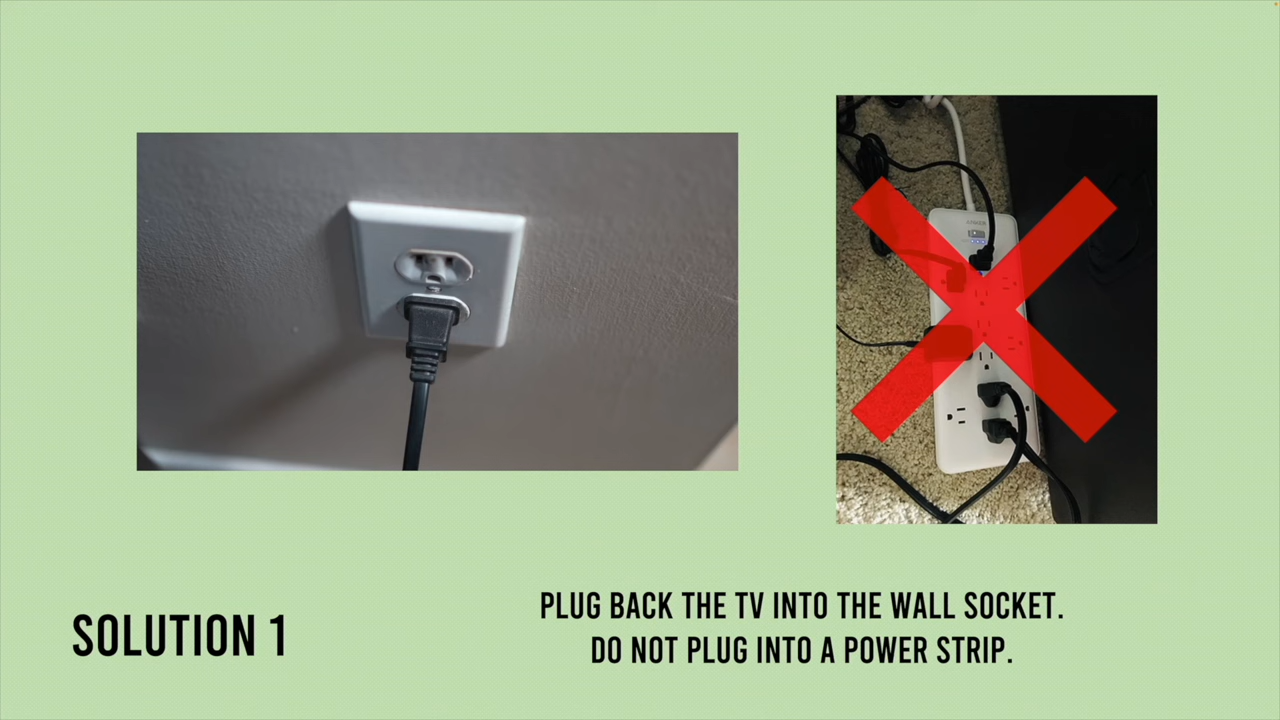 SOLUTION 1
PLUG BACK THE TV INTO THE WALL SOCKET.
DO NOT PLUG INTO A POWER STRIP.